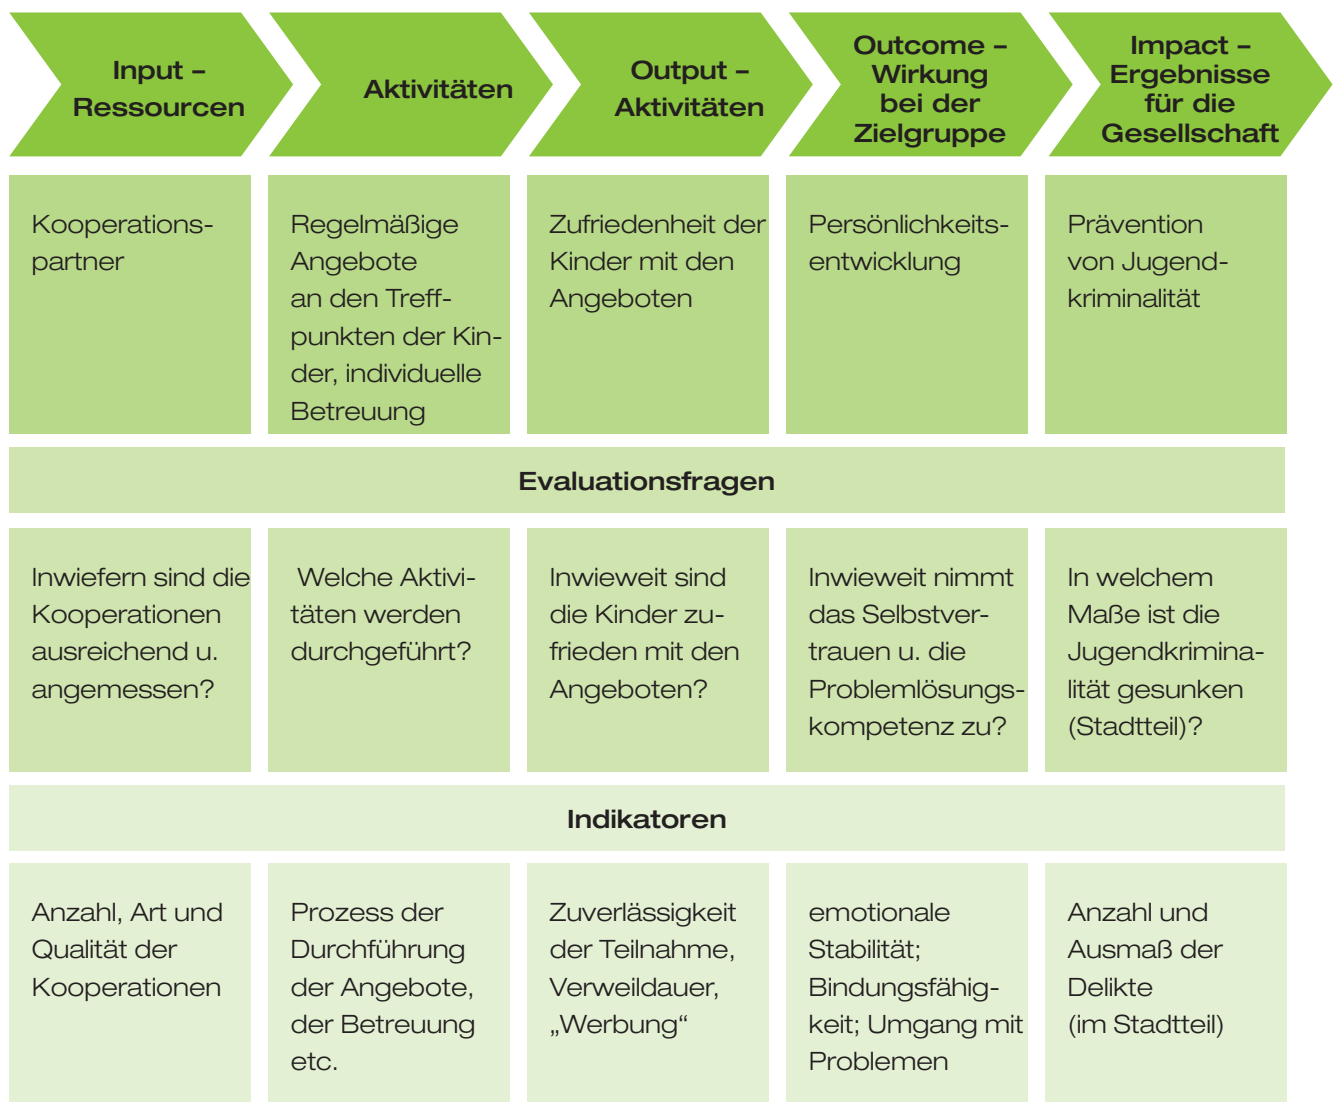 Input –
Ressourcen
Aktivitäten
Output –
Aktivitäten
Outcome –
Wirkung
bei der
Zielgruppe
Impact –
Ergebnisse
für die
Gesellschaft
Kooperations-
partner
Regelmäßige
Angebote
an den Treff-
punkten der Kin-
der, individuelle
Betreuung
Zufriedenheit der
Kinder mit den
Angeboten
Persönlichkeits-
entwicklung
Prävention
von Jugend-
kriminalität
Evaluationsfragen
Inwiefern sind die
Kooperationen
ausreichend u.
angemessen?
Welche Aktivi-
täten werden
durchgeführt?
Inwieweit sind
die Kinder zu-
frieden mit den
Angeboten?
Inwieweit nimmt
das Selbstver-
trauen u. die
Problemlösungs-
kompetenz zu?
In welchem
Maße ist die
Jugendkrimina-
lität gesunken
(Stadtteil)?
Indikatoren
Anzahl, Art und
Qualität der
Kooperationen
Prozess der
Durchführung
der Angebote,
der Betreuung
etc.
Zuverlässigkeit
der Teilnahme,
Verweildauer,
„Werbung“
emotionale
Stabilität;
Bindungsfähig-
keit; Umgang mit
Problemen
Anzahl und
Ausmaß der
Delikte
(im Stadtteil)